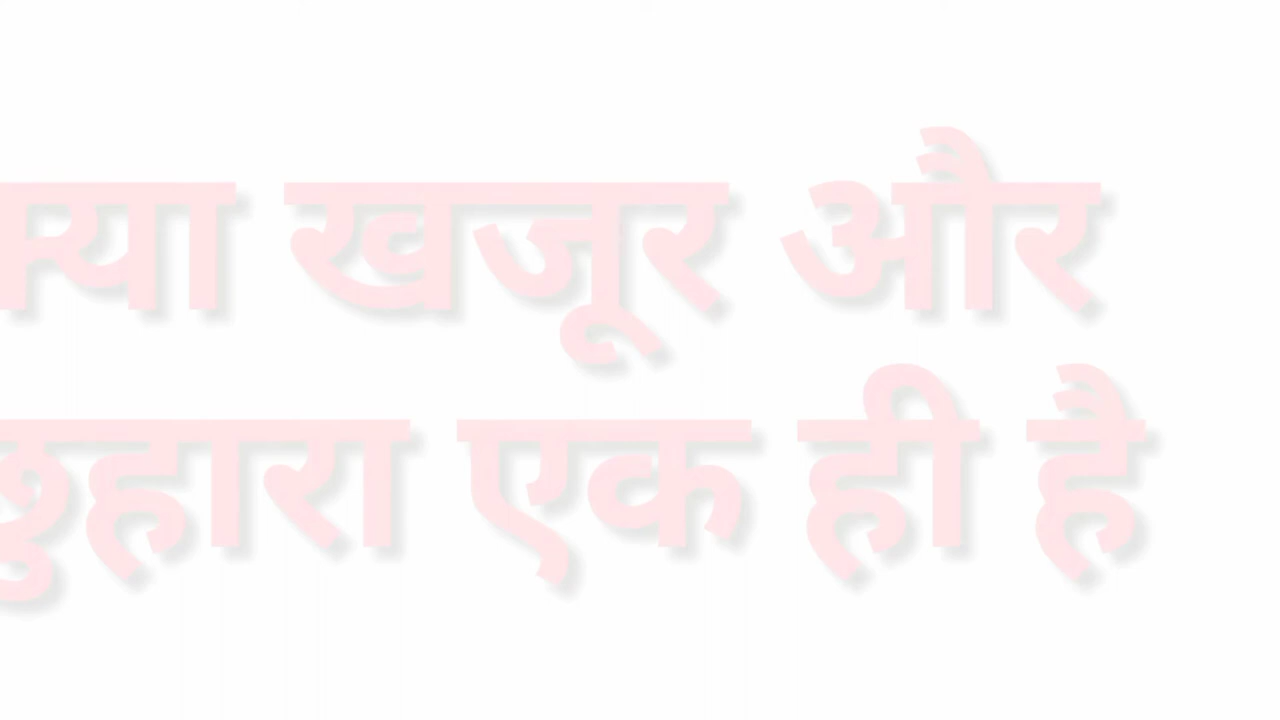 क्या खजूर और
छुहारा एक ही है